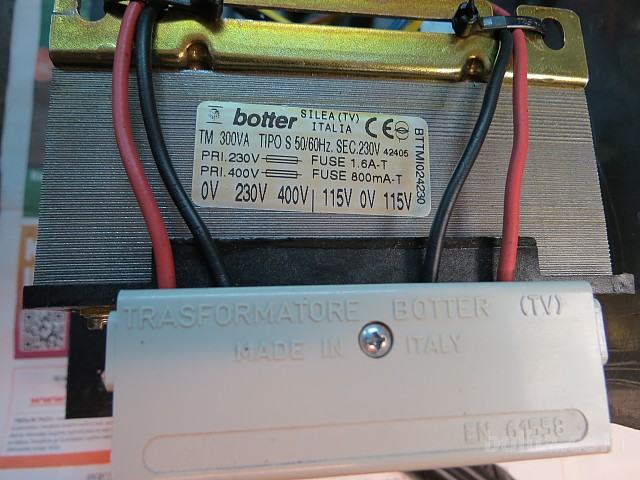 botter SILEA (TV)
ITALIA CE
TM 300VA TIPO S 50/60Hz. SEC.230V 42405
PRI.230V FUSE 1.6A-T
PRI.400V FUSE 800mA-T
0V 230V 400V | 115V 0V 115V
BTTM1024230
TRASFORMATORE BOTTER (TV)
MADE IN ITALY
EN 61558